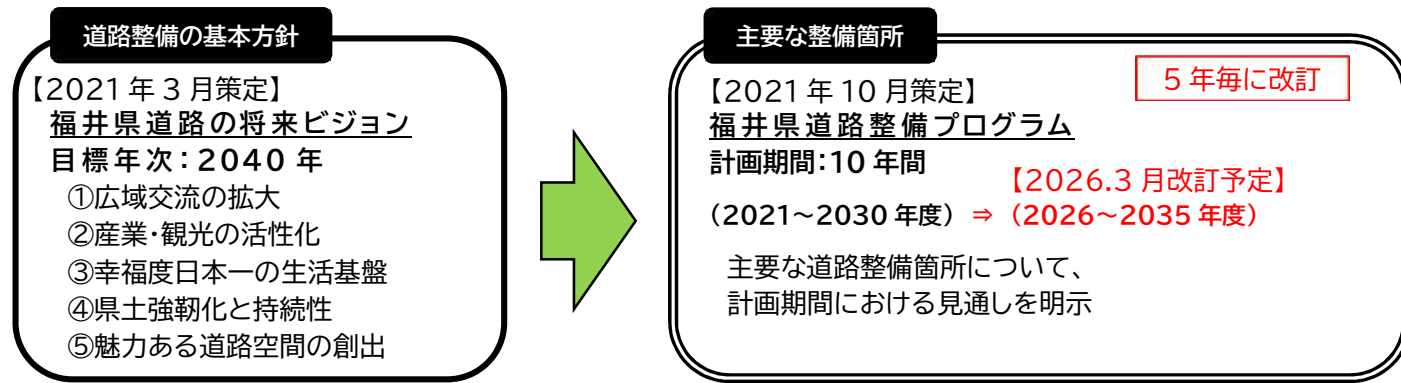 道路整備の基本方針
【2021年3月策定】
福井県道路の将来ビジョン
目標年次：2040年
①広域交流の拡大
②産業・観光の活性化
③幸福度日本一の生活基盤
④県土強靭化と持続性
⑤魅力ある道路空間の創出
主要な整備箇所
5年毎に改訂
【2021年10月策定】
福井県道路整備プログラム
計画期間：10年間
【2026.3月改訂予定】
（2021～2030年度）⇒（2026～2035年度）
主要な道路整備箇所について、
計画期間における見通しを明示